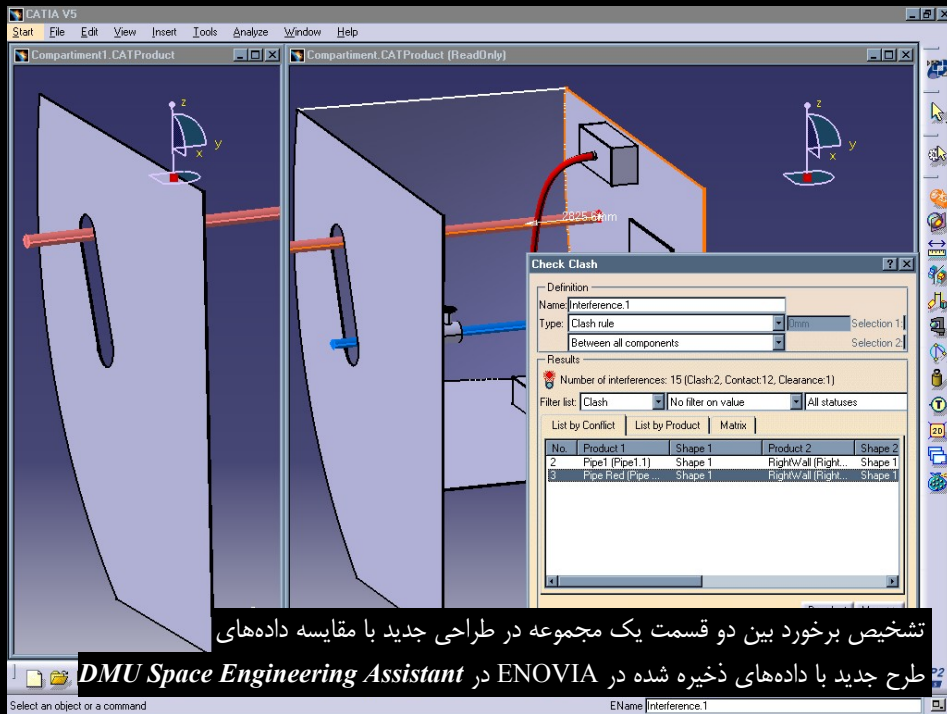 CATIA V5
Start File Edit View Insert Tools Analyze Window Help
Compartiment1.CATProduct
Compartiment.CATProduct (ReadOnly)
z
y
x
z
y
x
2825.6mm
Check Clash
Definition
Name: Interference.1
Type: Clash rule 0mm Selection 1:
Between all components Selection 2:
Results
Number of interferences: 15 (Clash:2, Contact:12, Clearance:1)
Filter list: Clash No filter on value All statuses
List by Conflict List by Product Matrix
No. Product 1 Shape 1 Product 2 Shape 2
2 Pipe1 (Pipe1.1) Shape 1 RightWall (Right... Shape 1
3 Pipe Red (Pipe ... Shape 1 RightWall (Right... Shape 1
تشخیص برخورد بین دو قسمت یک مجموعه در طراحی جدید با مقایسه داده‌های
طرح جدید با داده‌های ذخیره شده در ENOVIA در DMU Space Engineering Assistant
Select an object or a command
EName Interference.1